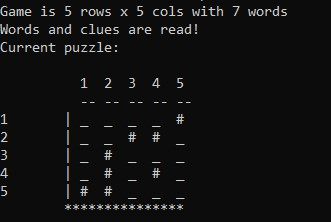 Game is 5 rows x 5 cols with 7 words
Words and clues are read!
Current puzzle:
1 2 3 4 5
-- -- -- -- --
1 | _ _ _ _ #
2 | _ _ # # _
3 | _ # _ _ _
4 | _ # _ # _
5 | # # _ _ _
***************